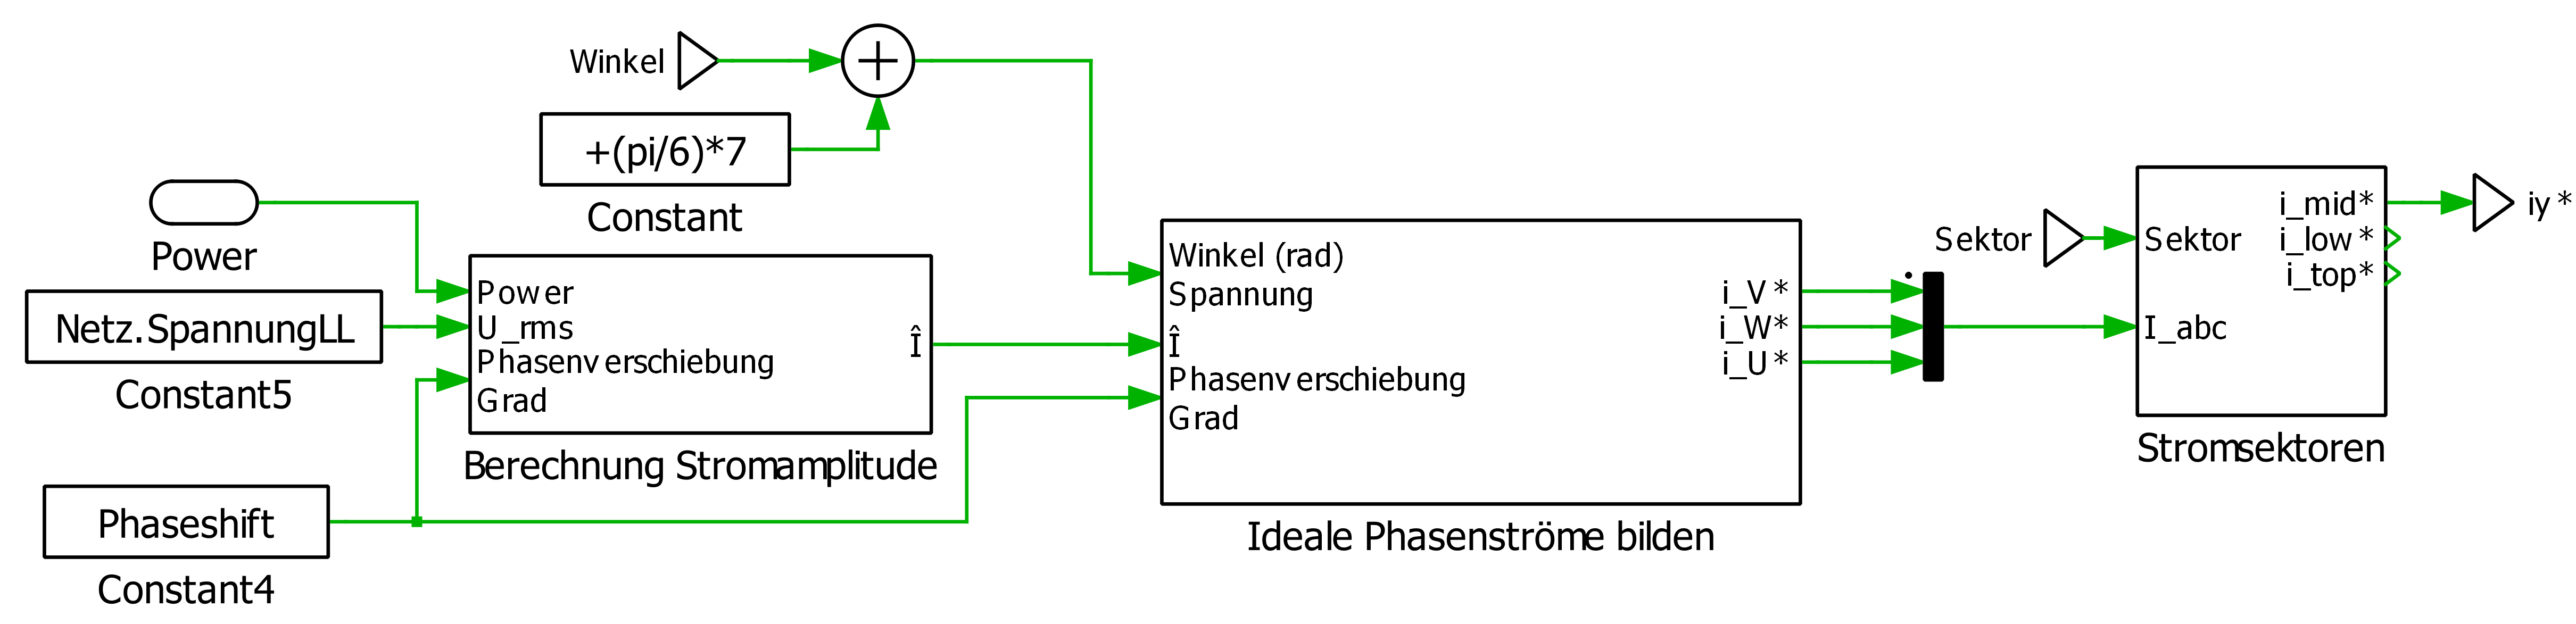 Winkel
+(pi/6)*7
Constant
Power
Netz.SpannungLL
Constant5
Phaseshift
Constant4
Power
U_rms
Phasenverschiebung
Grad
Î
Berechnung Stromamplitude
Winkel (rad)
Spannung
Î
Phasenverschiebung
Grad
i_V*
i_W*
i_U*
Ideale Phasenströme bilden
Sektor
Sektor
I_abc
i_mid*
i_low*
i_top*
Stromsektoren
iy*